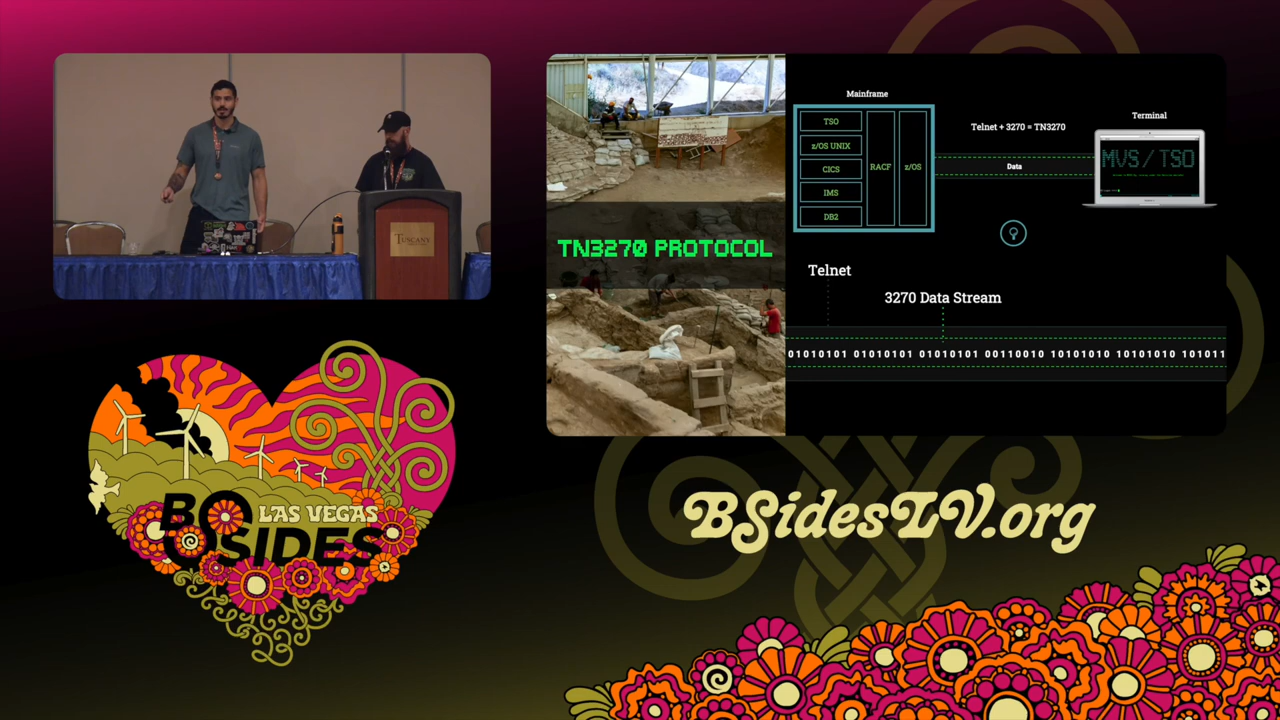 TUSCANY
TN3270 PROTOCOL
Mainframe
TSO
z/OS UNIX
CICS
IMS
DB2
RACF
z/OS
Telnet + 3270 = TN3270
Data
Terminal
MVS/TSO
Telnet
3270 Data Stream
01010101 01010101 01010101 00110010 10101010 10101010 101011
BSIDES
LAS VEGAS
BSidesLV.org